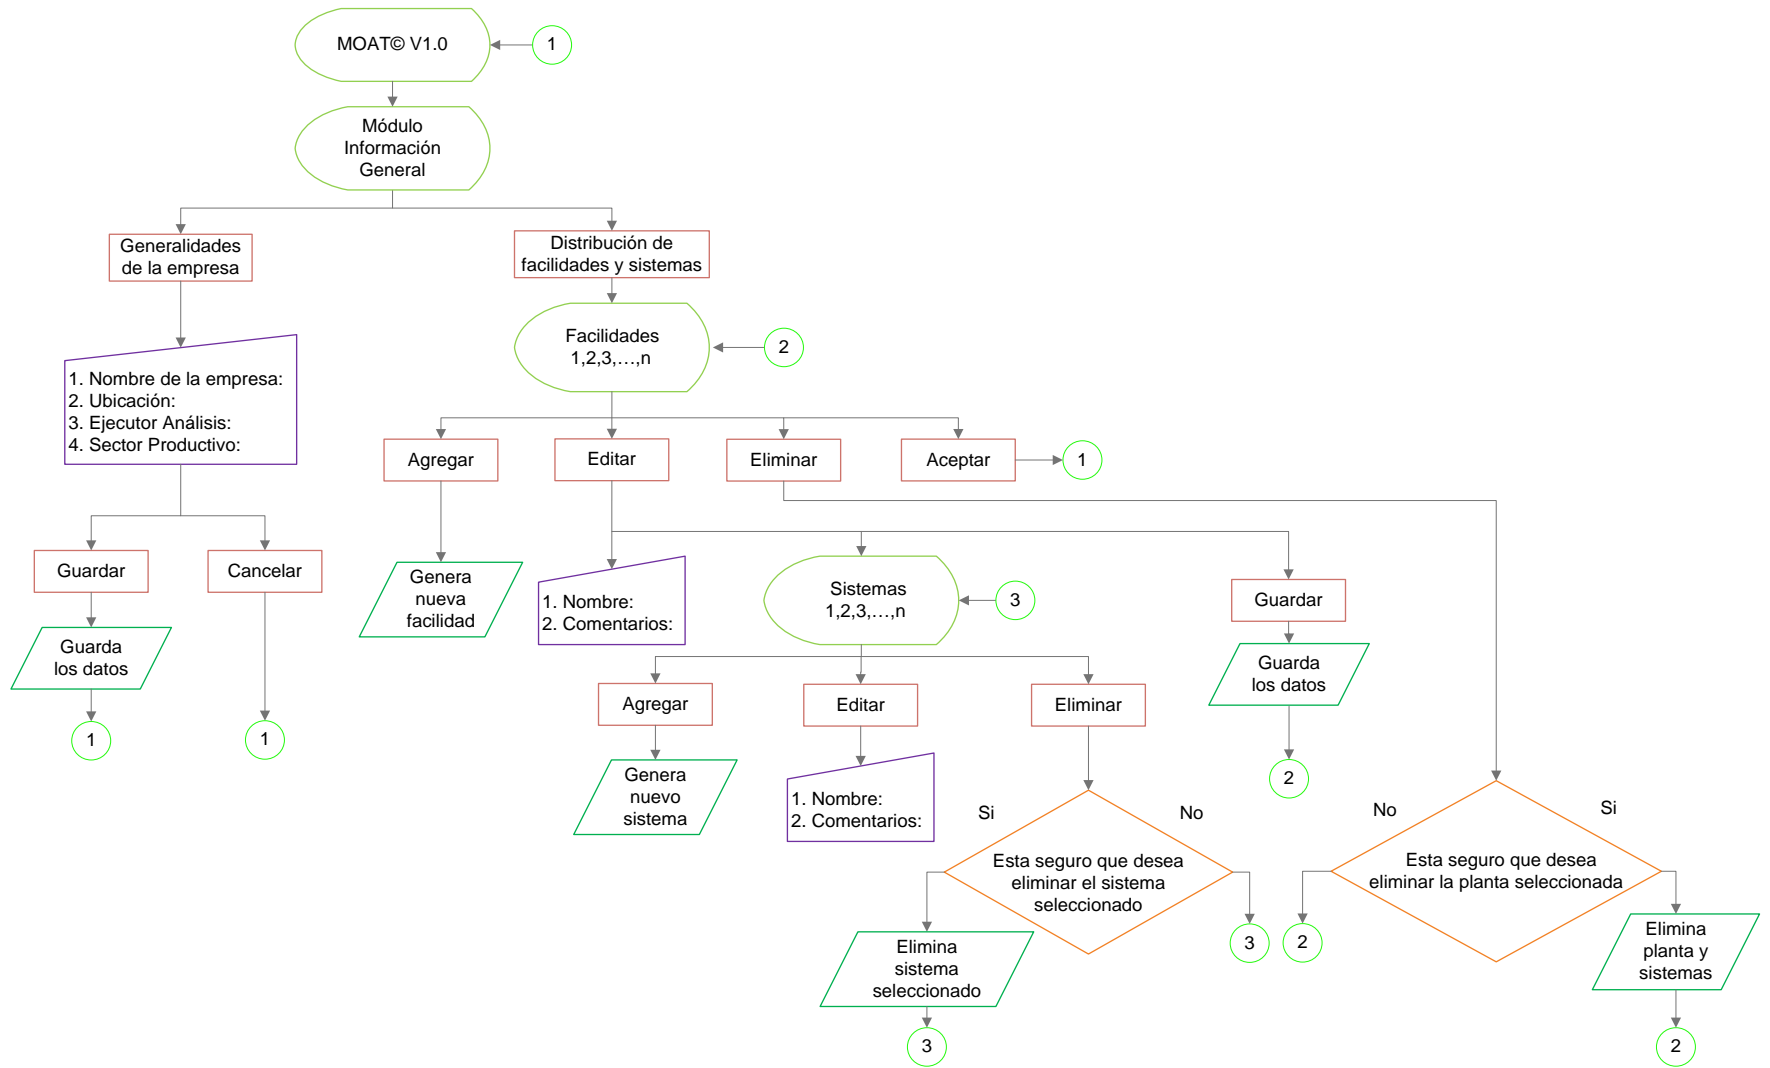 MOAT© V1.0
1
Módulo
Información
General
Generalidades
de la empresa
Distribución de
facilidades y sistemas
Facilidades
1,2,3,...,n
2
1. Nombre de la empresa:
2. Ubicación:
3. Ejecutor Análisis:
4. Sector Productivo:
Agregar
Editar
Eliminar
Aceptar
1
Guardar
Cancelar
Genera
nueva
facilidad
1. Nombre:
2. Comentarios:
Sistemas
1,2,3,...,n
3
Guardar
Guarda
los datos
Guarda
los datos
Agregar
Editar
Eliminar
1
1
Genera
nuevo
sistema
1. Nombre:
2. Comentarios:
2
Si
No
No
Si
Esta seguro que desea
eliminar el sistema
seleccionado
Esta seguro que desea
eliminar la planta seleccionada
Elimina
sistema
seleccionado
3
2
Elimina
planta y
sistemas
3
2